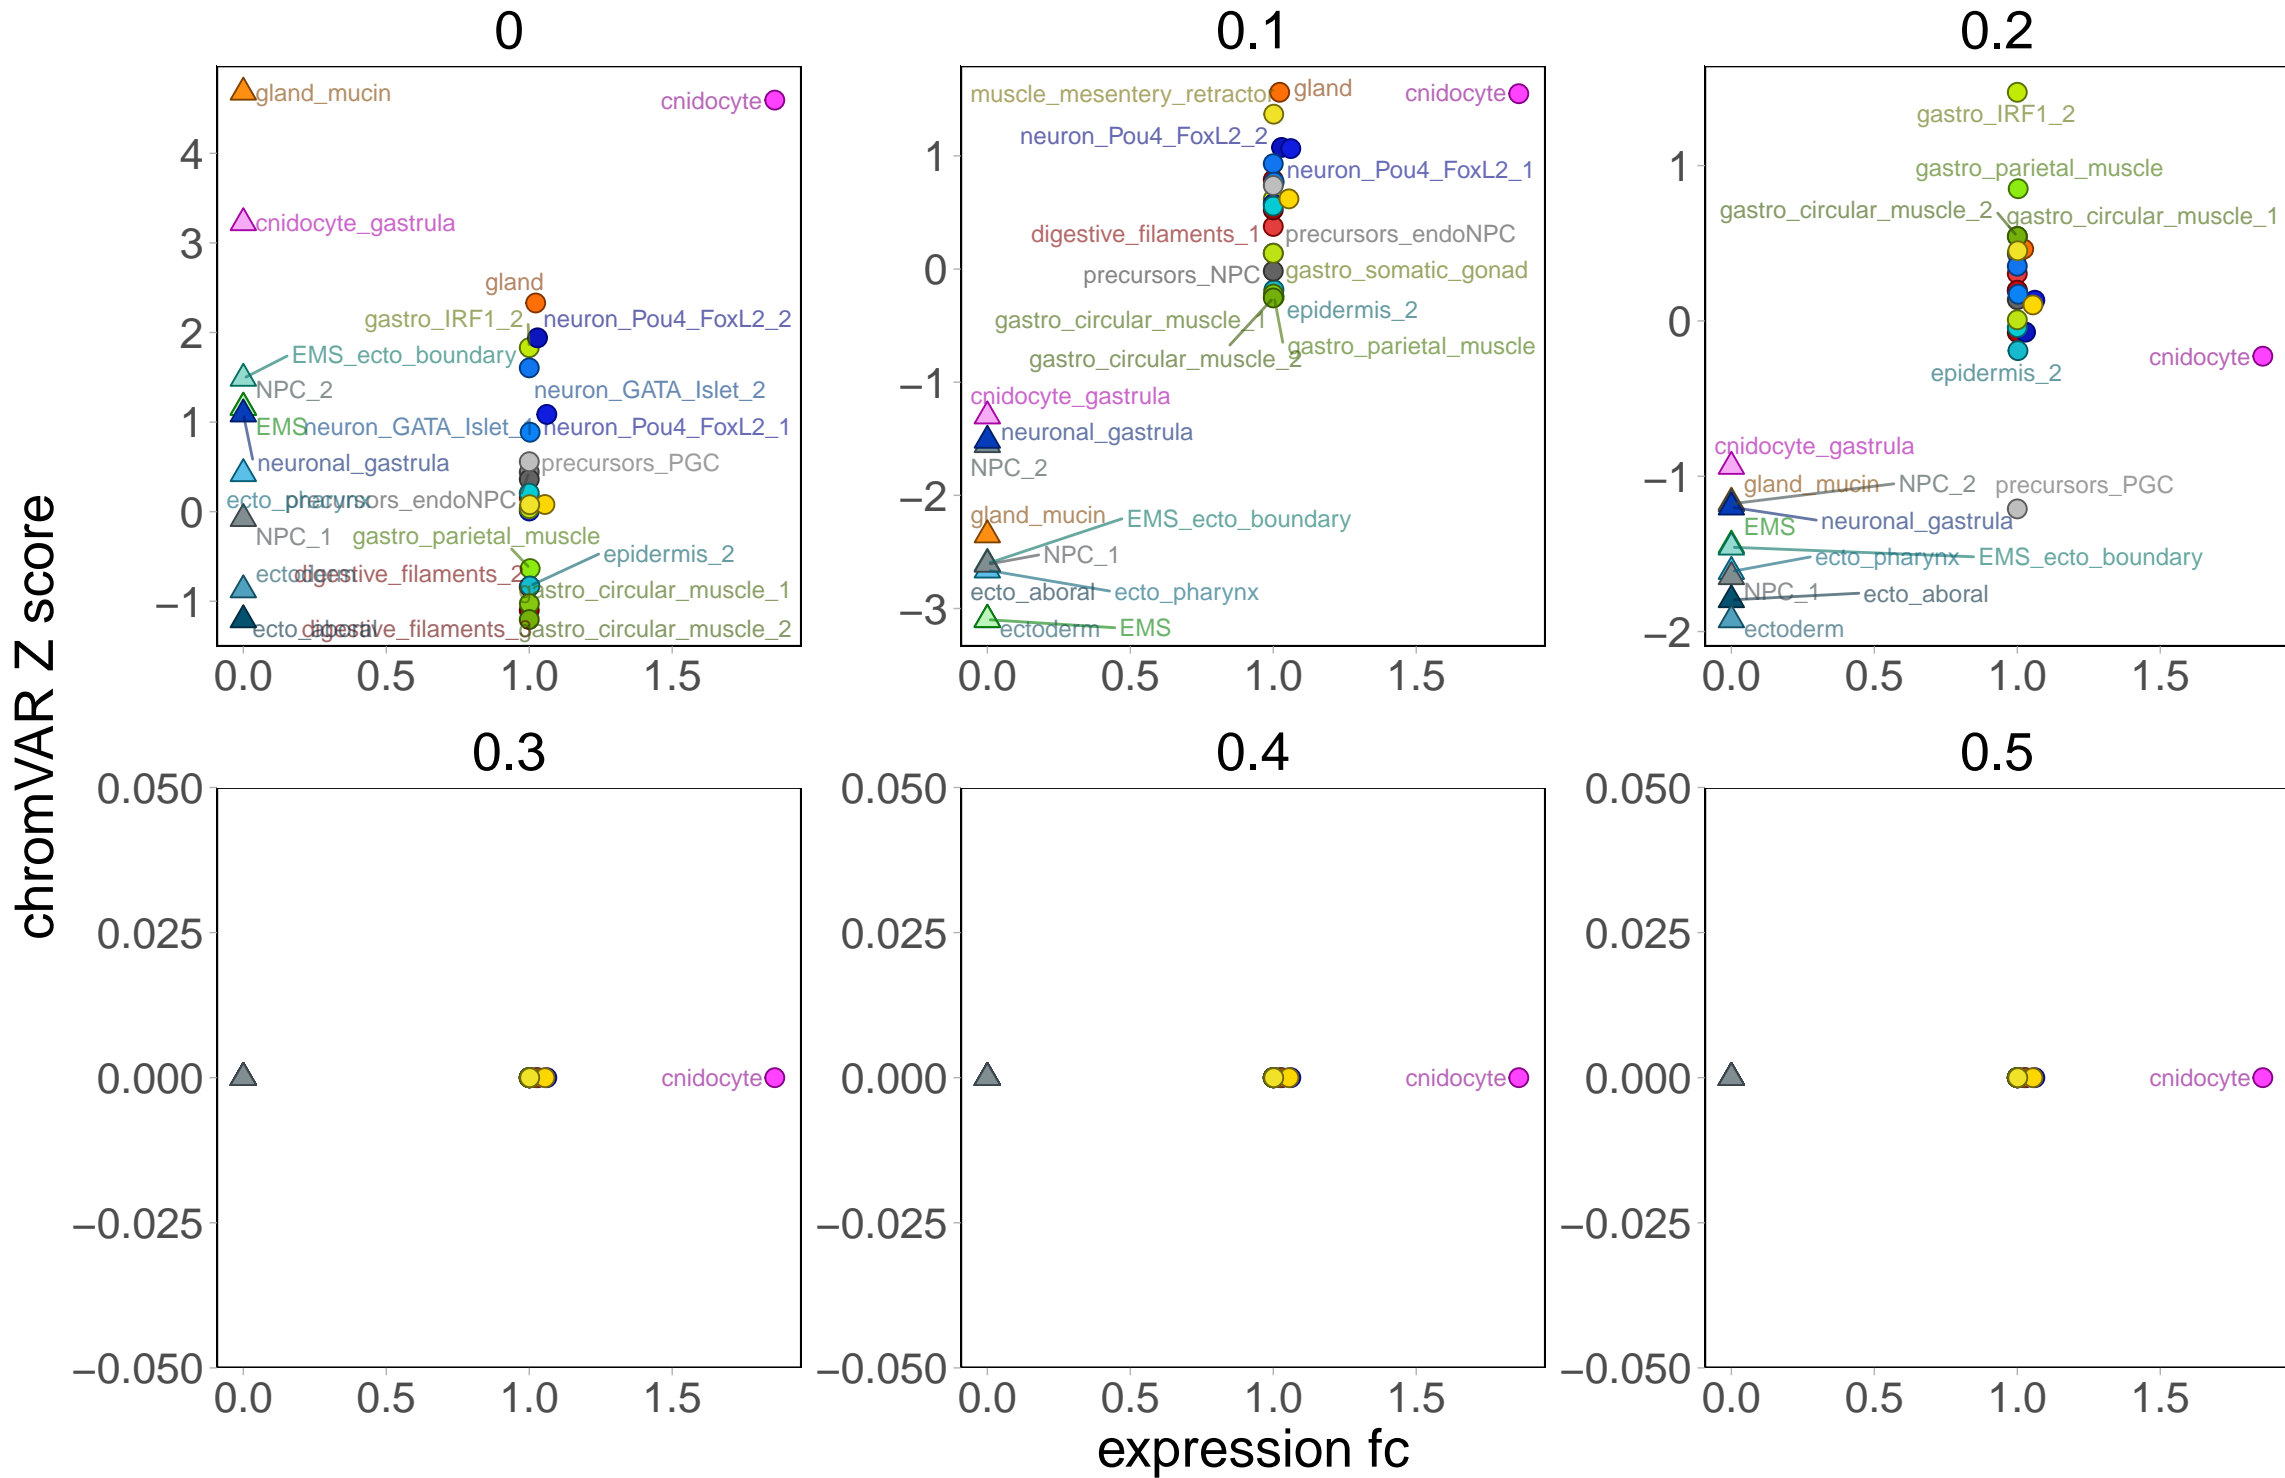 0
0.1
0.2
gland_mucin
cnidocyte
cnidocyte_gastrula
gland
gastro_IRF1_2
neuron_Pou4_FoxL2_2
EMS_ecto_boundary
NPC_2
neuron_GATA_Islet_2
EMS
neuron_GATA_Islet_1
neuron_Pou4_FoxL2_1
neuronal_gastrula
precursors_PGC
ecto_pharynx
precursors_endoNPC
NPC_1
gastro_parietal_muscle
epidermis_2
ectoderm
digestive_filaments_2
gastro_circular_muscle_1
ecto_aboral
digestive_filaments_3
gastro_circular_muscle_2
4
3
2
1
0
−1
0.0
0.5
1.0
1.5
muscle_mesentery_retractor
gland
cnidocyte
neuron_Pou4_FoxL2_2
neuron_Pou4_FoxL2_1
digestive_filaments_1
precursors_endoNPC
precursors_NPC
gastro_somatic_gonad
epidermis_2
gastro_circular_muscle_1
gastro_parietal_muscle
gastro_circular_muscle_2
cnidocyte_gastrula
neuronal_gastrula
NPC_2
gland_mucin
EMS_ecto_boundary
NPC_1
ecto_aboral
ecto_pharynx
ectoderm
EMS
1
0
−1
−2
−3
0.0
0.5
1.0
1.5
gastro_IRF1_2
gastro_parietal_muscle
gastro_circular_muscle_2
gastro_circular_muscle_1
cnidocyte
epidermis_2
cnidocyte_gastrula
gland_mucin
NPC_2
precursors_PGC
neuronal_gastrula
EMS
ecto_pharynx
EMS_ecto_boundary
NPC_1
ecto_aboral
ectoderm
1
0
−1
−2
0.0
0.5
1.0
1.5
chromVAR Z score
0.3
0.4
0.5
0.050
0.025
0.000
−0.025
−0.050
cnidocyte
0.0
0.5
1.0
1.5
0.050
0.025
0.000
−0.025
−0.050
cnidocyte
0.0
0.5
1.0
1.5
0.050
0.025
0.000
−0.025
−0.050
cnidocyte
0.0
0.5
1.0
1.5
expression fc